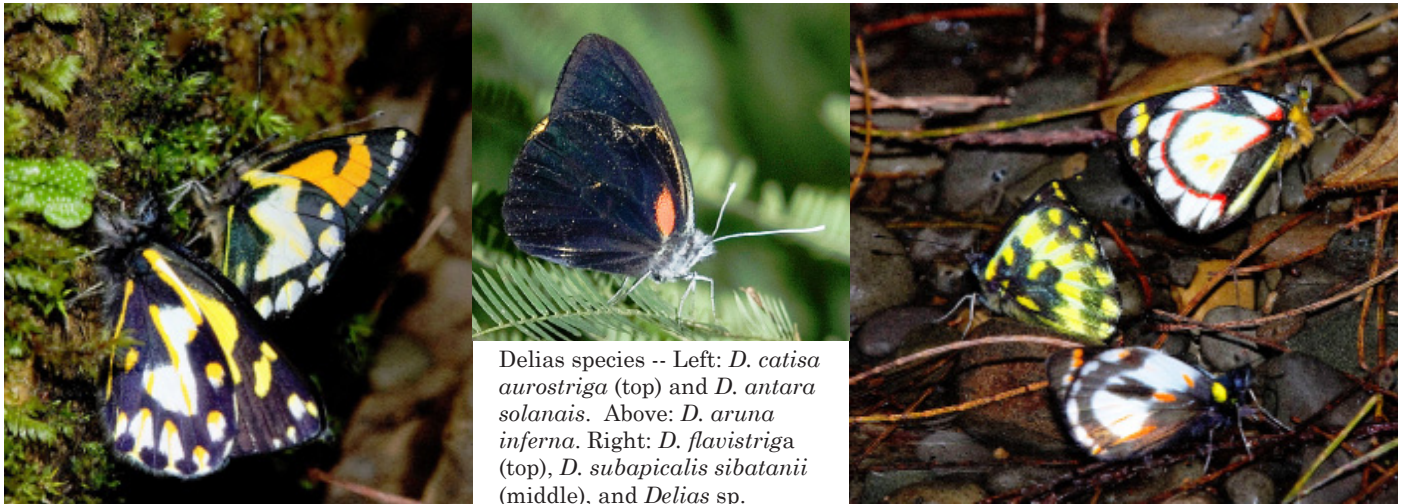 Delias species -- Left: D. catisa
aurostriga (top) and D. antara
solanais. Above: D. aruna
inferna. Right: D. flavistriga
(top), D. subapicalis sibatanii
(middle), and Delias sp.